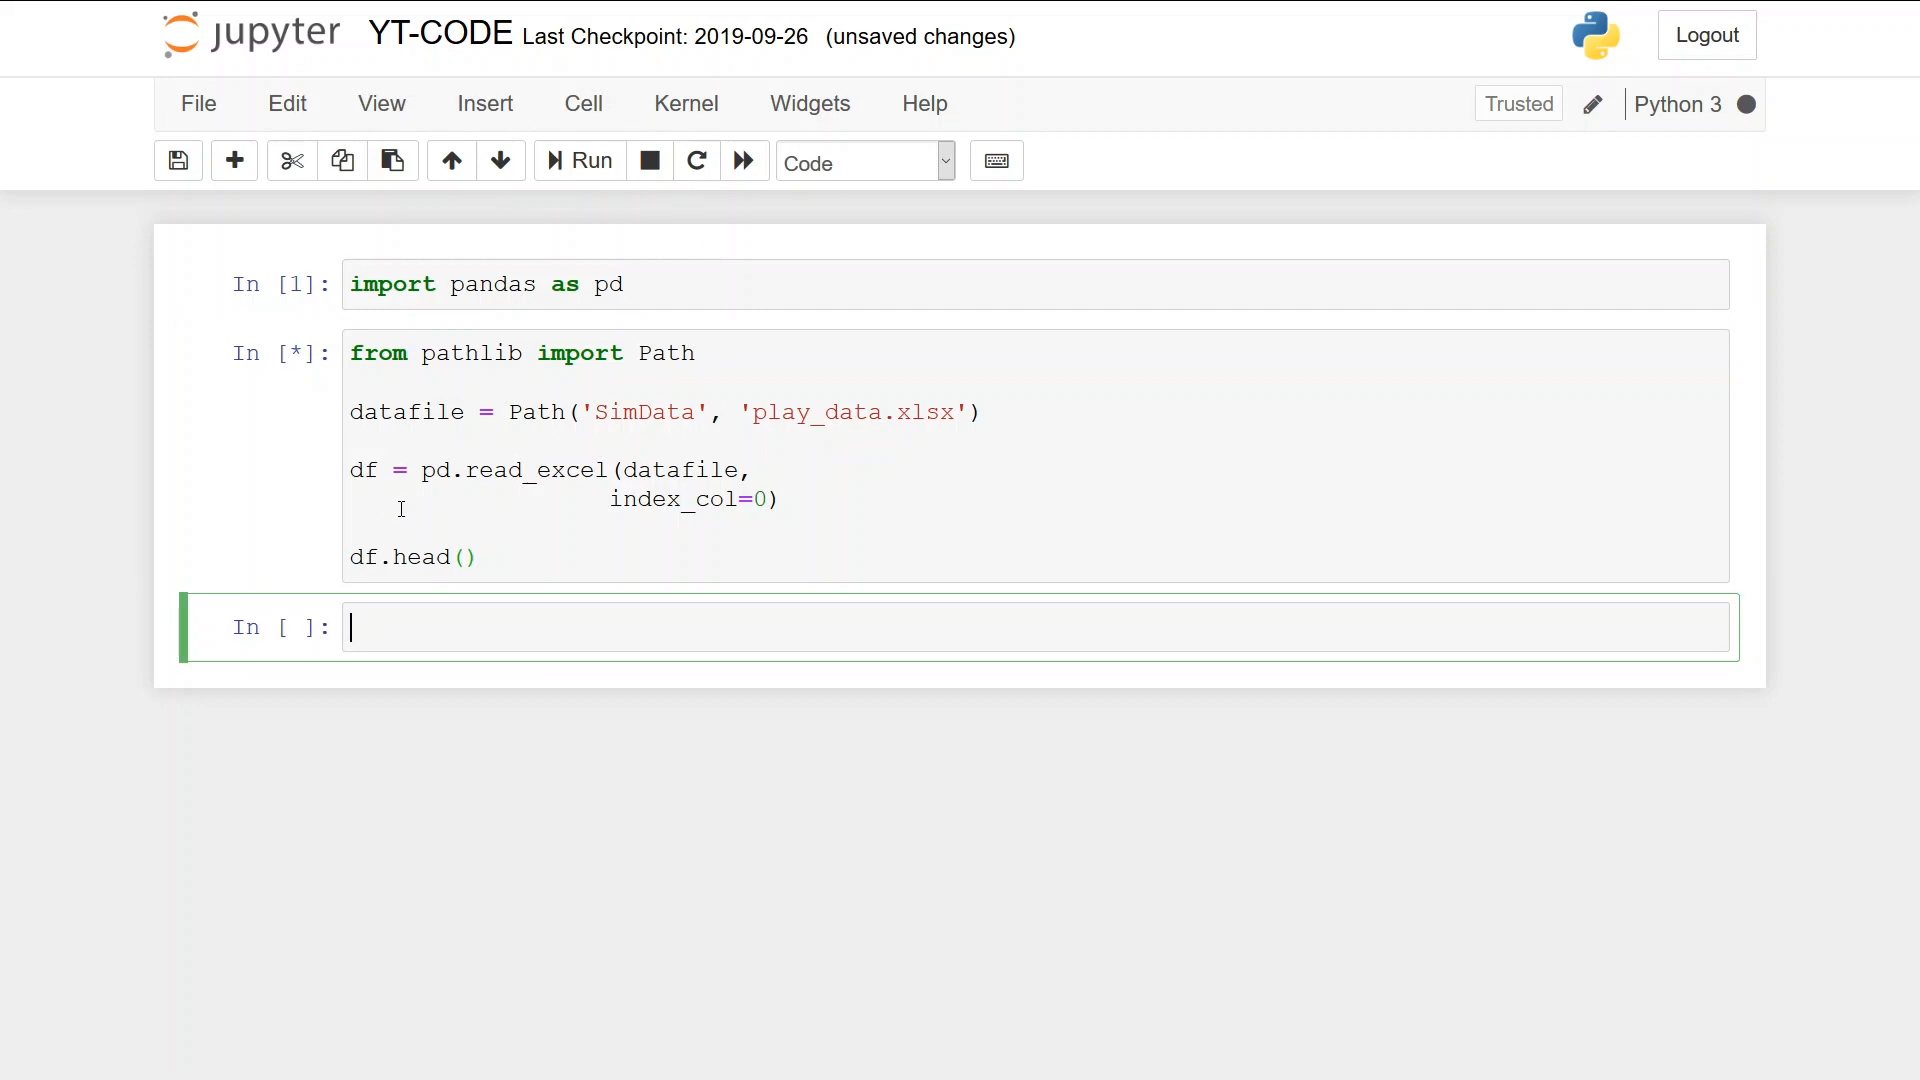 jupyter YT-CODE Last Checkpoint: 2019-09-26 (unsaved changes) Logout
File Edit View Insert Cell Kernel Widgets Help Trusted Python 3
Run Code
In [1]: import pandas as pd
In [*]: from pathlib import Path
datafile = Path('SimData', 'play_data.xlsx')
df = pd.read_excel(datafile,
index_col=0)
df.head()
In [ ]: